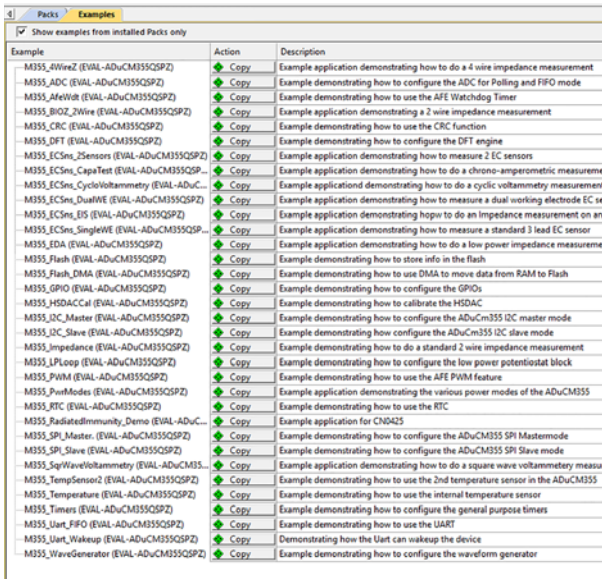 Packs Examples
Show examples from installed Packs only
Example Action Description
M355_4WireZ (EVAL-ADuCM355QSPZ) Copy Example application demonstrating how to do a 4 wire impedance measurement
M355_ADC (EVAL-ADuCM355QSPZ) Copy Example demonstrating how to configure the ADC for Polling and FIFO mode
M355_AfeWdt (EVAL-ADuCM355QSPZ) Copy Example demonstrating how to use the AFE Watchdog Timer
M355_BIOZ_2Wire (EVAL-ADuCM355QSPZ) Copy Example application demonstrating a 2 wire impedance measurement
M355_CRC (EVAL-ADuCM355QSPZ) Copy Example demonstrating how to use the CRC function
M355_DFT (EVAL-ADuCM355QSPZ) Copy Example demonstrating how to configure the DFT engine
M355_ECSns_2Sensors (EVAL-ADuCM355QSPZ) Copy Example demonstrating how to measure 2 EC sensors
M355_ECSns_CapaTest (EVAL-ADuCM355QSP... Copy Example demonstrating how to do a chrono-amperometric measureme
M355_ECSns_CycloVoltammetry (EVAL-ADuC... Copy Example applicationd demonstrating how to do a cyclic voltammetry measurement
M355_ECSns_DualWE (EVAL-ADuCM355QSPZ) Copy Example demonstrating how to measure a dual working electrode EC se
M355_ECSns_EIS (EVAL-ADuCM355QSPZ) Copy Example demonstrating hopw to do an Impedance measurement on an
M355_ECSns_SingleWE (EVAL-ADuCM355QSP... Copy Example demonstrating how to measure a standard 3 lead EC sensor
M355_EDA (EVAL-ADuCM355QSPZ) Copy Example demonstrating how to do a low power impedance measureme
M355_Flash (EVAL-ADuCM355QSPZ) Copy Example demonstrating how to store info in the flash
M355_Flash_DMA (EVAL-ADuCM355QSPZ) Copy Example demonstrating how to use DMA to move data from RAM to Flash
M355_GPIO (EVAL-ADuCM355QSPZ) Copy Example demonstrating how to configure the GPIOs
M355_HSDACCal (EVAL-ADuCM355QSPZ) Copy Example demonstrating how to calibrate the HSDAC
M355_I2C_Master (EVAL-ADuCM355QSPZ) Copy Example demonstrating how to configure the ADuCm355 I2C master mode
M355_I2C_Slave (EVAL-ADuCM355QSPZ) Copy Example demonstrating how configure the ADuCm355 I2C slave mode
M355_Impedance (EVAL-ADuCM355QSPZ) Copy Example demonstrating how to do a standard 2 wire impedance measurement
M355_LPLoop (EVAL-ADuCM355QSPZ) Copy Example demonstrating how to configure the low power potentiostat block
M355_PWM (EVAL-ADuCM355QSPZ) Copy Example demonstrating how to use the AFE PWM feature
M355_PwrModes (EVAL-ADuCM355QSPZ) Copy Example application demonstrating the various power modes of the ADuCM355
M355_RTC (EVAL-ADuCM355QSPZ) Copy Example demonstrating how to use the RTC
M355_RadiatedImmunity_Demo (EVAL-ADuC... Copy Example application for CN0425
M355_SPI_Master. (EVAL-ADuCM355QSPZ) Copy Example demonstrating how to configure the ADuCM355 SPI Mastermode
M355_SPI_Slave (EVAL-ADuCM355QSPZ) Copy Example demonstrating how to configure the ADuCM355 SPI Slave mode
M355_SqrWaveVoltammetry (EVAL-ADuCM35... Copy Example application demonstrating how to do a square wave voltammetery measu
M355_TempSensor2 (EVAL-ADuCM355QSPZ) Copy Example demonstrating how to use the 2nd temperature sensor in the ADuCM355
M355_Temperature (EVAL-ADuCM355QSPZ) Copy Example demonstrating how to use the internal temperature sensor
M355_Timers (EVAL-ADuCM355QSPZ) Copy Example demonstrating how to configure the general purpose timers
M355_Uart_FIFO (EVAL-ADuCM355QSPZ) Copy Example demonstrating how to use the UART
M355_Uart_Wakeup (EVAL-ADuCM355QSPZ) Copy Demonstrating how the Uart can wakeup the device
M355_WaveGenerator (EVAL-ADuCM355QSPZ) Copy Example demonstrating how to configure the waveform generator